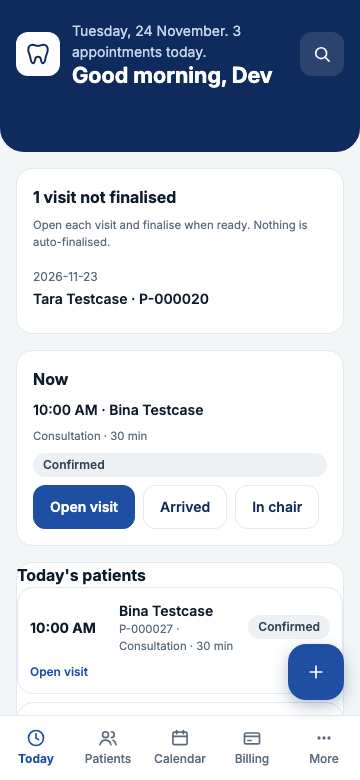 Tuesday, 24 November. 3
appointments today.
Good morning, Dev
1 visit not finalised
Open each visit and finalise when ready. Nothing is
auto-finalised.
2026-11-23
Tara Testcase · P-000020
Now
10:00 AM · Bina Testcase
Consultation · 30 min
Confirmed
Open visit Arrived In chair
Today's patients
Bina Testcase
10:00 AM P-000027 · Confirmed
Consultation · 30 min
Open visit
Today Patients Calendar Billing More